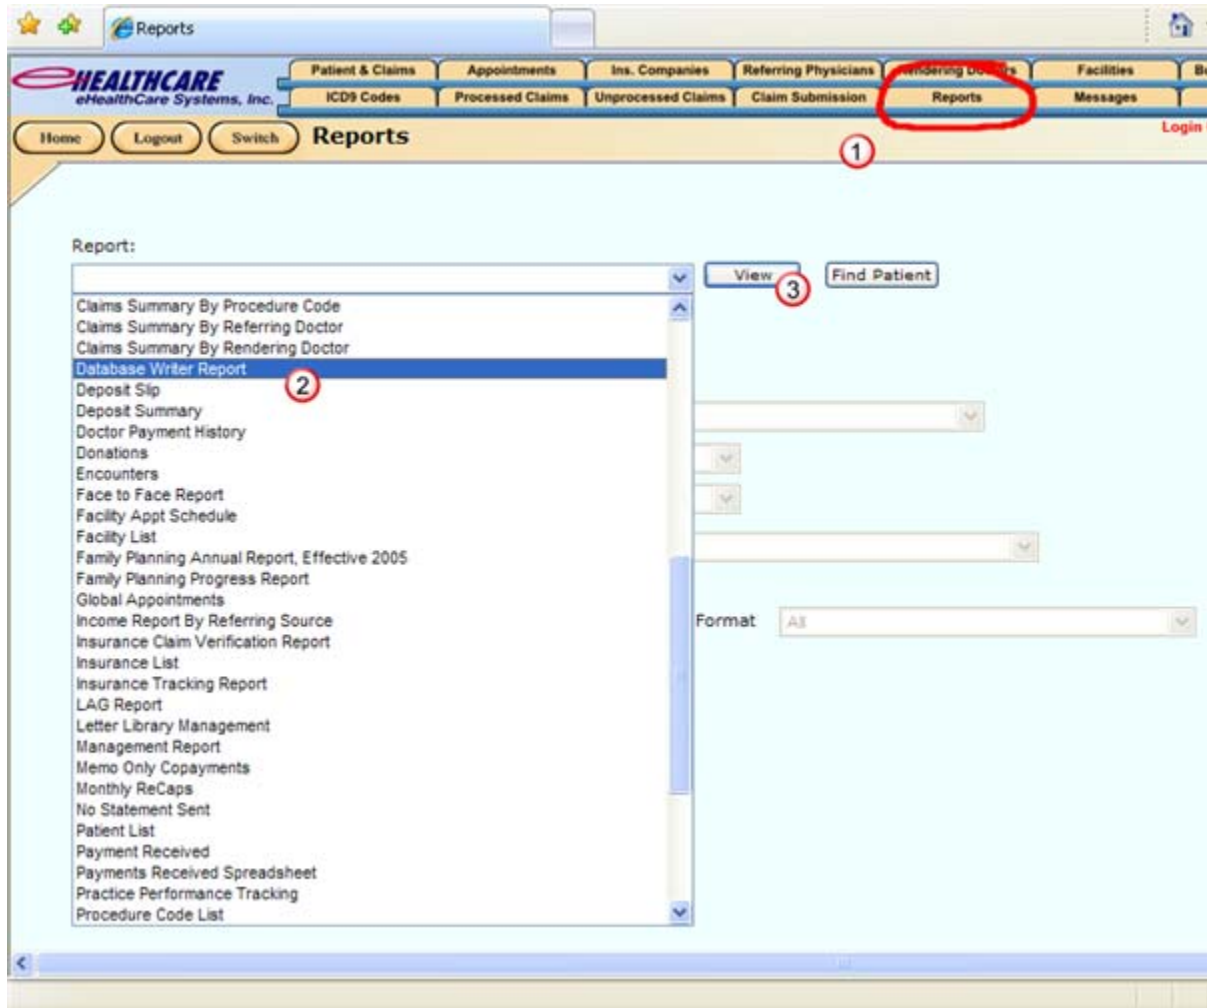 Reports
eHEALTHCARE
eHealthCare Systems, Inc.
Patient & Claims Appointments Ins. Companies Referring Physicians Rendering Doctors Facilities
ICD9 Codes Processed Claims Unprocessed Claims Claim Submission Reports Messages
Home Logout Switch Reports Login
1
Report:
View Find Patient
3
Claims Summary By Procedure Code
Claims Summary By Referring Doctor
Claims Summary By Rendering Doctor
Database Writer Report
2
Deposit Slip
Deposit Summary
Doctor Payment History
Donations
Encounters
Face to Face Report
Facility Appt Schedule
Facility List
Family Planning Annual Report, Effective 2005
Family Planning Progress Report
Global Appointments
Income Report By Referring Source
Format All
Insurance Claim Verification Report
Insurance List
Insurance Tracking Report
LAG Report
Letter Library Management
Management Report
Memo Only Copayments
Monthly ReCaps
No Statement Sent
Patient List
Payment Received
Payments Received Spreadsheet
Practice Performance Tracking
Procedure Code List